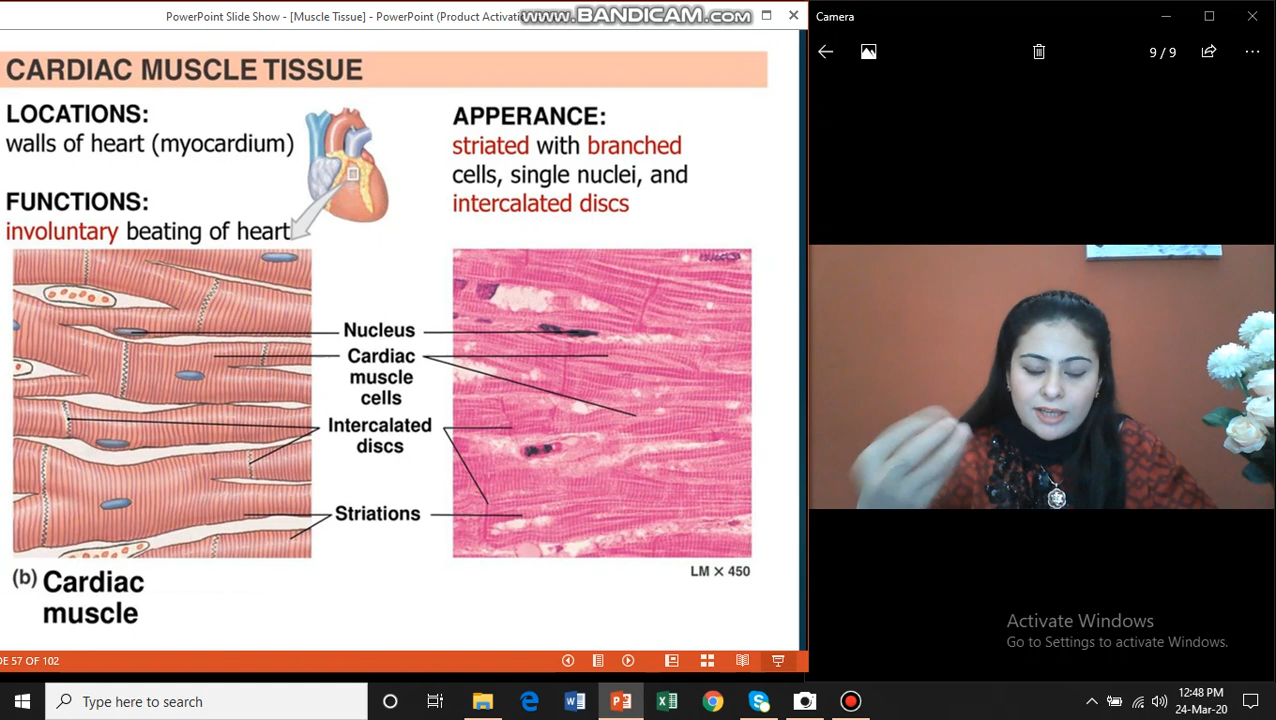 PowerPoint Slide Show - [Muscle Tissue] - PowerPoint (Product Activati
www.BANDICAM.com
Camera
9 / 9
CARDIAC MUSCLE TISSUE
LOCATIONS:
walls of heart (myocardium)
FUNCTIONS:
involuntary beating of heart
APPERANCE:
striated with branched
cells, single nuclei, and
intercalated discs
Nucleus
Cardiac
muscle
cells
Intercalated
discs
Striations
LM × 450
(b) Cardiac
muscle
Activate Windows
Go to Settings to activate Windows.
DE 57 OF 102
Type here to search
12:48 PM
24-Mar-20